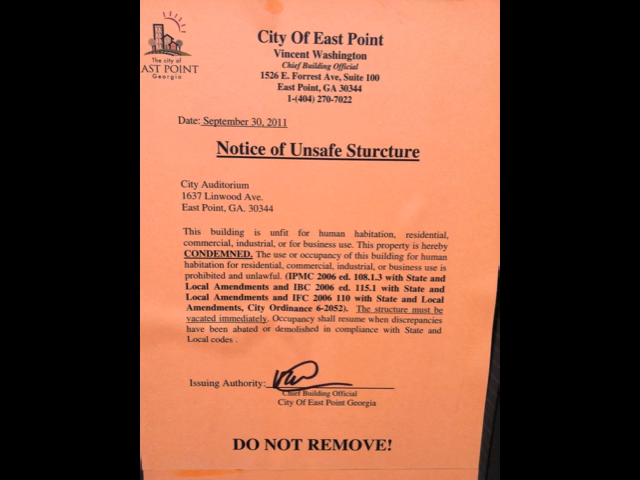 The city of
AST POINT
Georgia
City Of East Point
Vincent Washington
Chief Building Official
1526 E. Forrest Ave, Suite 100
East Point, GA 30344
1-(404) 270-7022
Date: September 30, 2011
Notice of Unsafe Sturcture
City Auditorium
1637 Linwood Ave.
East Point, GA. 30344
This building is unfit for human habitation, residential,
commercial, industrial, or for business use. This property is hereby
CONDEMNED. The use or occupancy of this building for human
habitation for residential, commercial, industrial, or business use is
prohibited and unlawful. (IPMC 2006 ed. 108.1.3 with State and
Local Amendments and IBC 2006 ed. 115.1 with State and
Local Amendments and IFC 2006 110 with State and Local
Amendments, City Ordinance 6-2052). The structure must be
vacated immediately. Occupancy shall resume when discrepancies
have been abated or demolished in compliance with State and
Local codes .
Issuing Authority:
Chief Building Official
City Of East Point Georgia
DO NOT REMOVE!